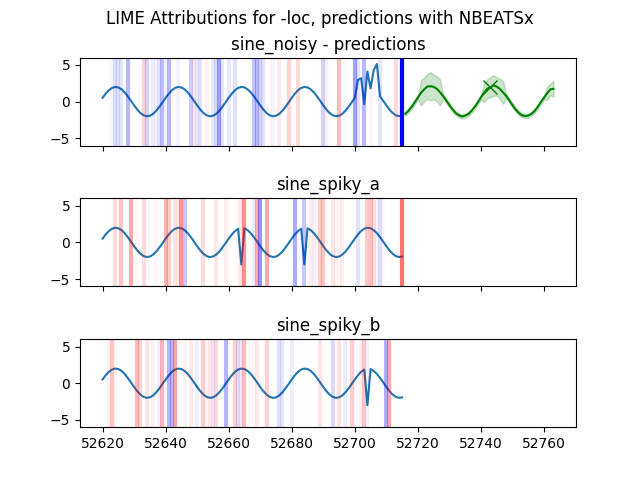 LIME Attributions for -loc, predictions with NBEATSx
sine_noisy - predictions
5
0
−5
sine_spiky_a
5
0
−5
sine_spiky_b
5
0
−5
52620 52640 52660 52680 52700 52720 52740 52760